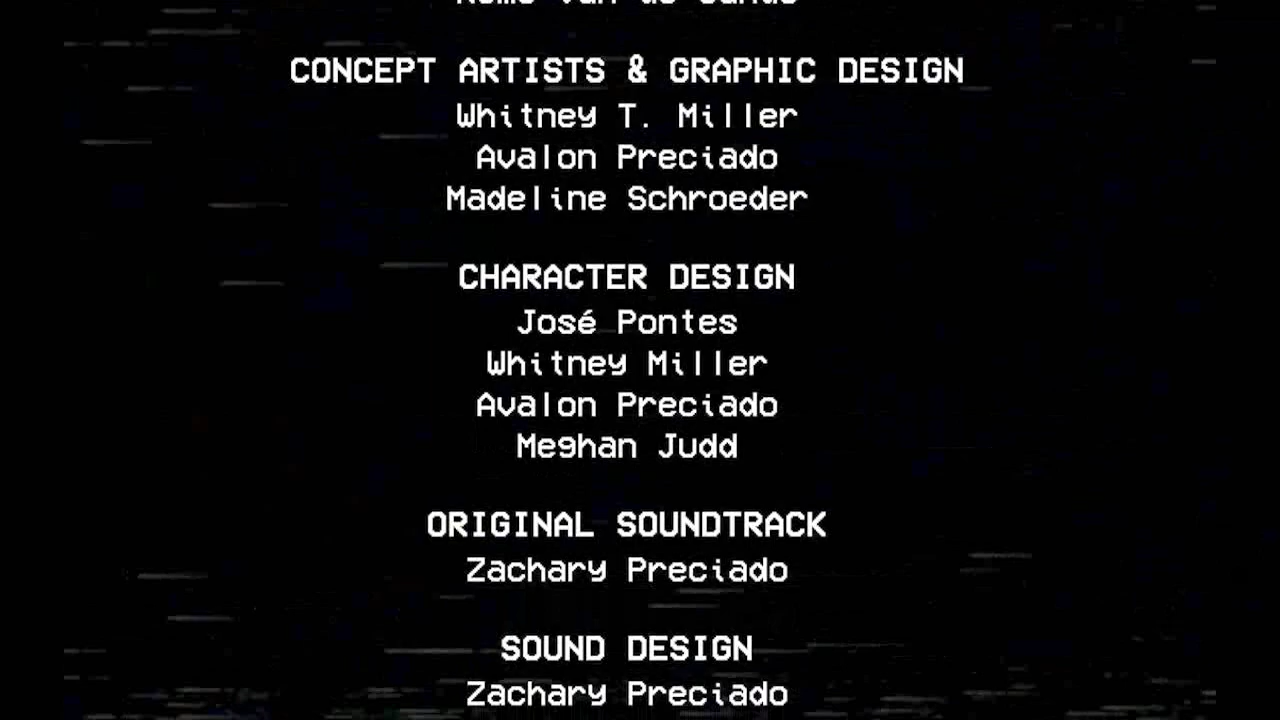 CONCEPT ARTISTS & GRAPHIC DESIGN
Whitney T. Miller
Avalon Preciado
Madeline Schroeder
CHARACTER DESIGN
José Pontes
Whitney Miller
Avalon Preciado
Meghan Judd
ORIGINAL SOUNDTRACK
Zachary Preciado
SOUND DESIGN
Zachary Preciado